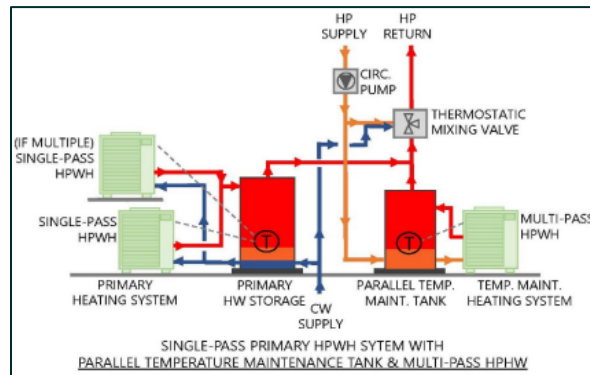 HP
SUPPLY
HP
RETURN
CIRC.
PUMP
THERMOSTATIC
MIXING VALVE
(IF MULTIPLE)
SINGLE-PASS
HPWH
SINGLE-PASS
HPWH
T
T
MULTI-PASS
HPWH
PRIMARY
HEATING SYSTEM
PRIMARY
HW STORAGE
CW
SUPPLY
PARALLEL TEMP.
MAINT. TANK
TEMP. MAINT.
HEATING SYSTEM
SINGLE-PASS PRIMARY HPWH SYTEM WITH
PARALLEL TEMPERATURE MAINTENANCE TANK & MULTI-PASS HPHW